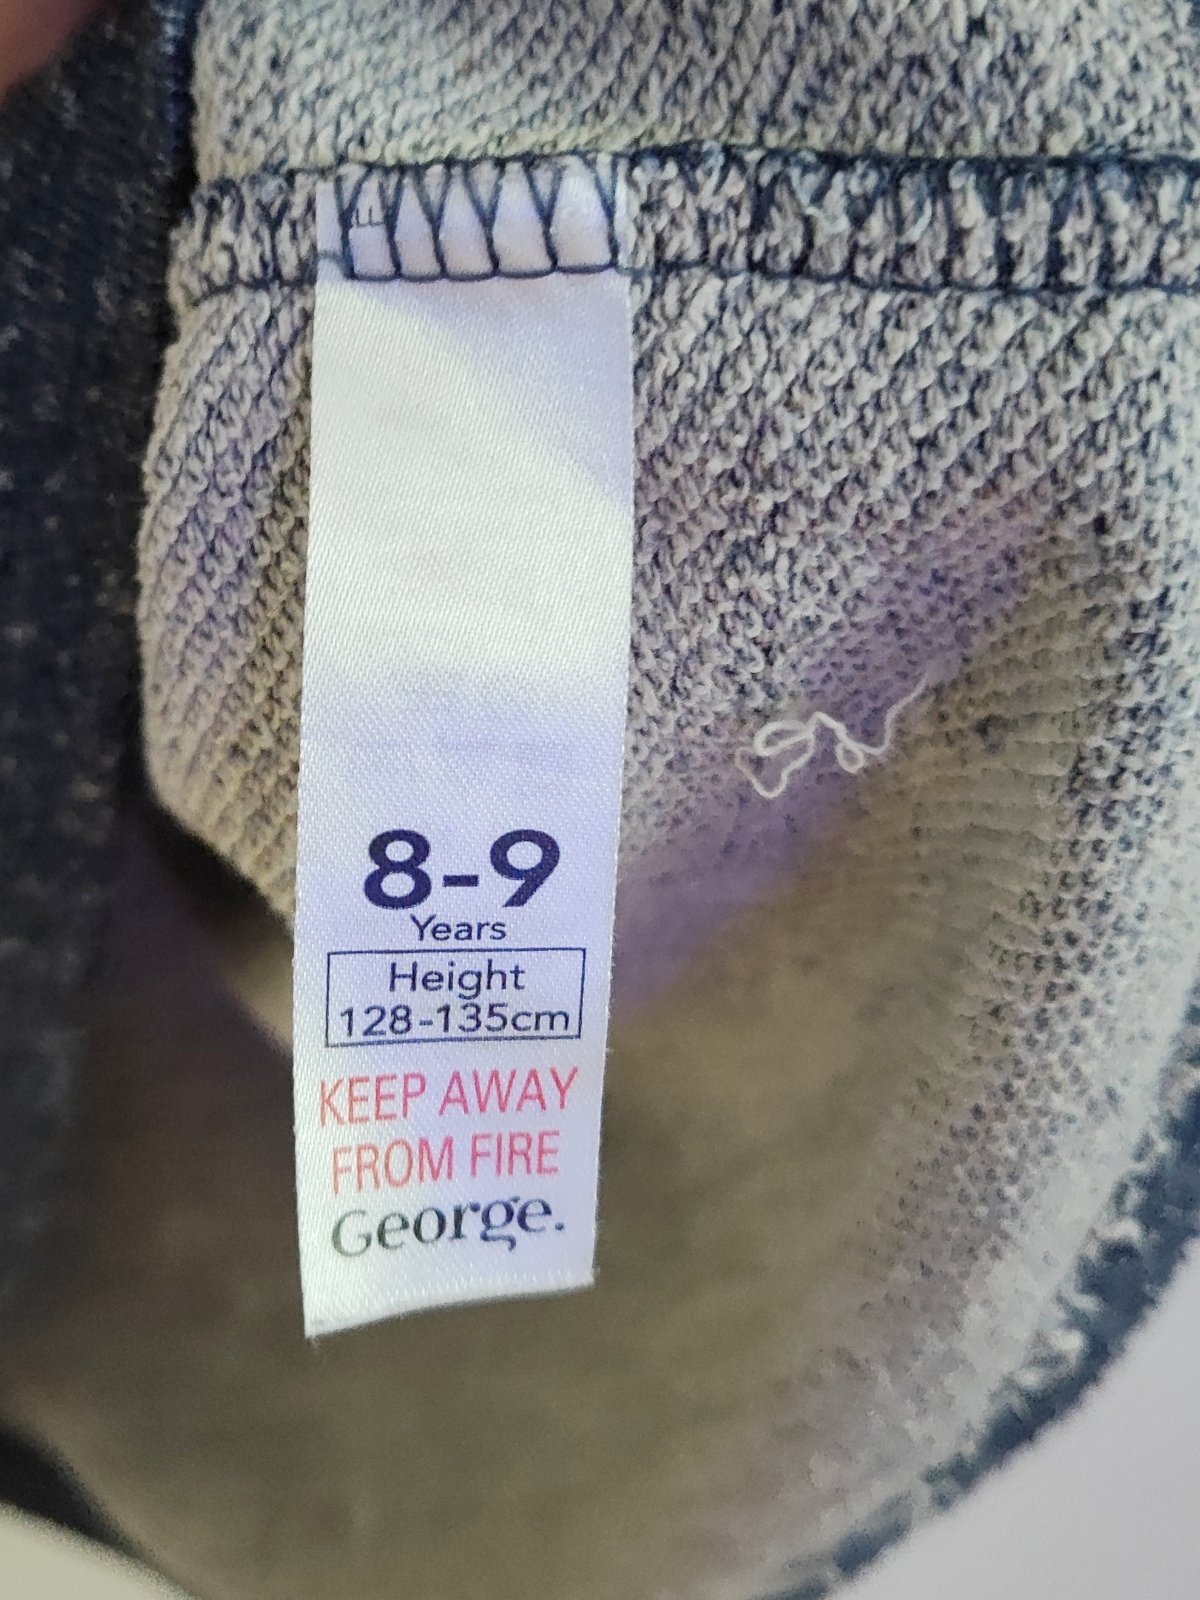 8-9
Years
Height
128-135cm
KEEP AWAY
FROM FIRE
George.